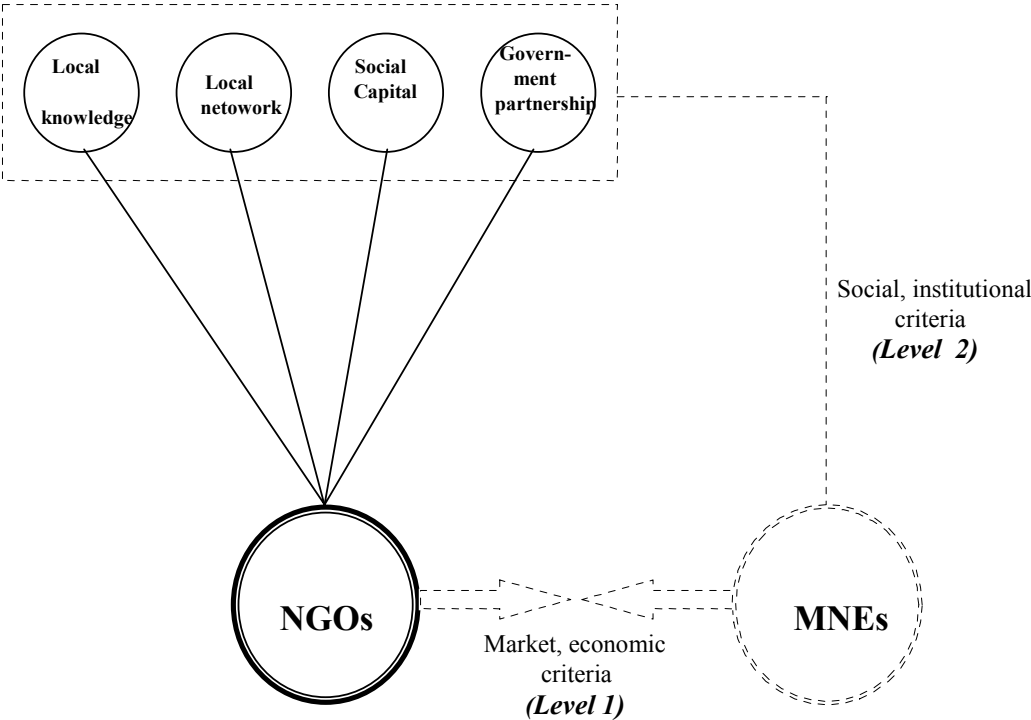 Local
knowledge
Local
netowork
Social
Capital
Govern-
ment
partnership
Social, institutional
criteria
(Level 2)
NGOs
MNEs
Market, economic
criteria
(Level 1)